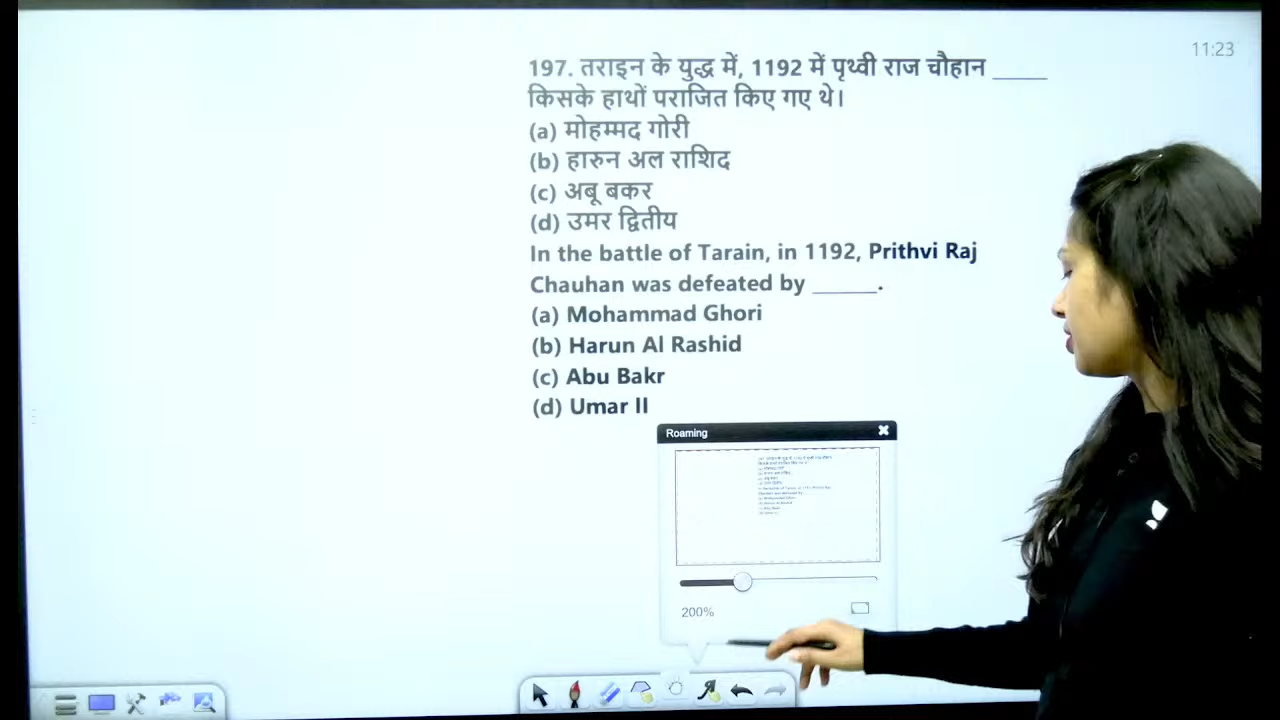 11:23
197. तराइन के युद्ध में, 1192 में पृथ्वी राज चौहान _____
किसके हाथों पराजित किए गए थे।
(a) मोहम्मद गोरी
(b) हारुन अल राशिद
(c) अबू बकर
(d) उमर द्वितीय
In the battle of Tarain, in 1192, Prithvi Raj
Chauhan was defeated by ______.
(a) Mohammad Ghori
(b) Harun Al Rashid
(c) Abu Bakr
(d) Umar II
Roaming
200%